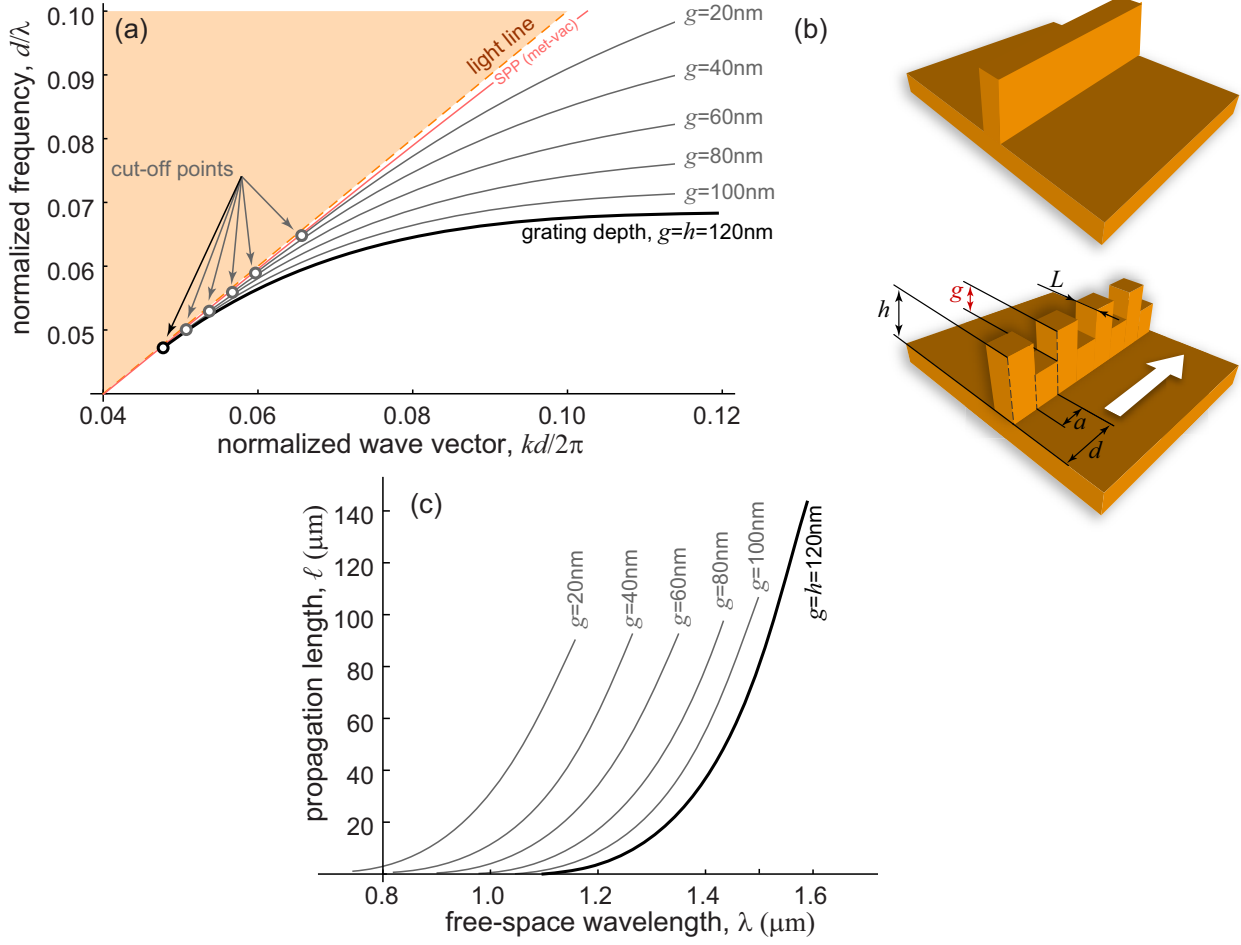 (a)
normalized frequency, d/λ
0.10
0.09
0.08
0.07
0.06
0.05
0.04
0.06
0.08
0.10
0.12
normalized wave vector, kd/2π
light line
SPP (met-vac)
cut-off points
g=20nm
g=40nm
g=60nm
g=80nm
g=100nm
grating depth, g=h=120nm
(b)
h
g
L
a
d
(c)
propagation length, ℓ (μm)
140
120
100
80
60
40
20
0.8
1.0
1.2
1.4
1.6
free-space wavelength, λ (μm)
g=20nm
g=40nm
g=60nm
g=80nm
g=100nm
g=h=120nm